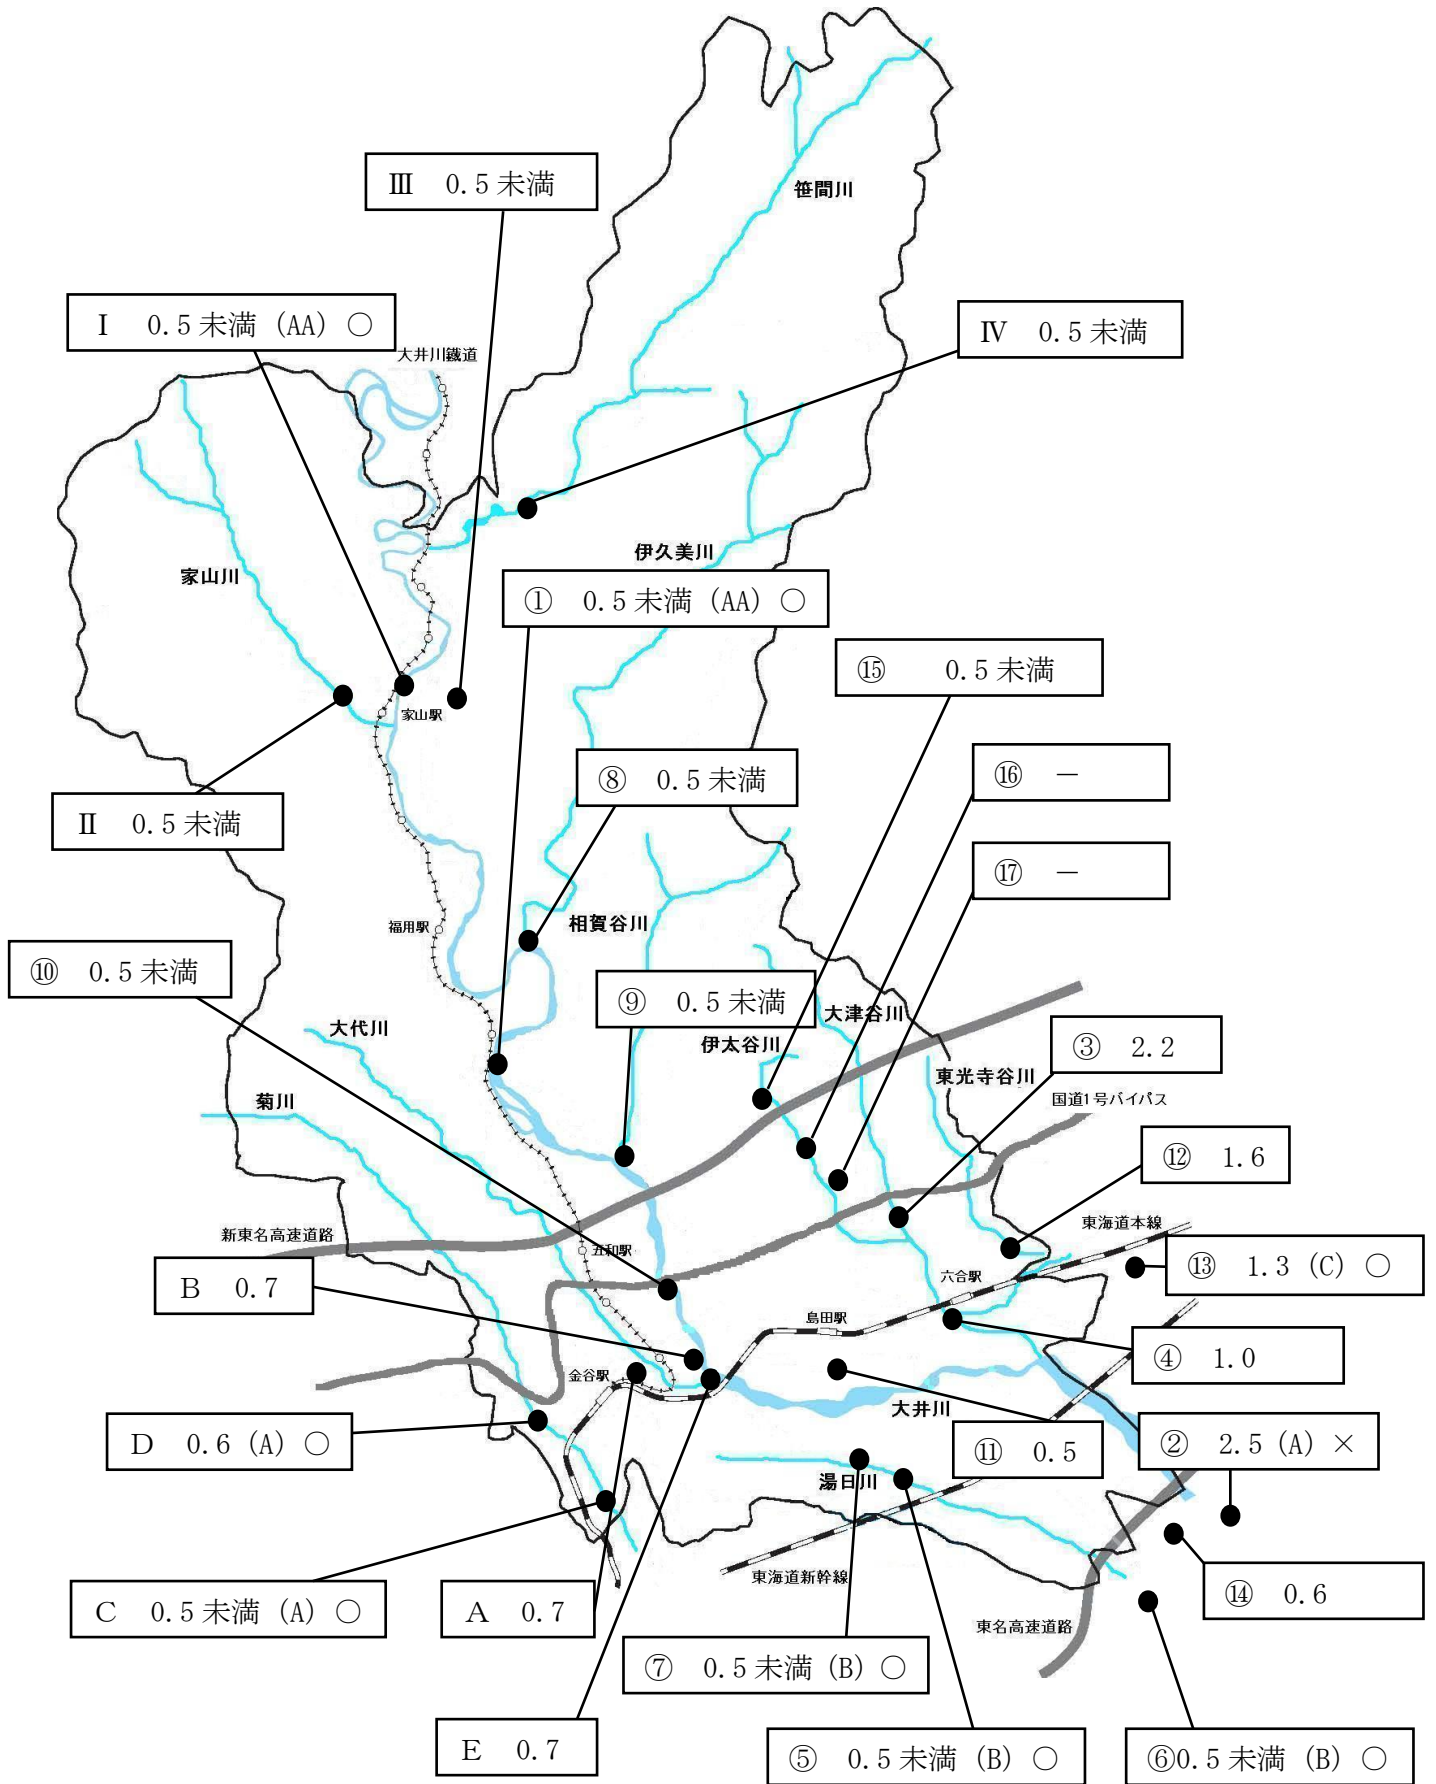 笹間川
Ⅲ 0.5未満
Ⅰ 0.5未満 (AA) ○
Ⅳ 0.5未満
大井川鐵道
伊久美川
家山川
① 0.5未満 (AA) ○
⑮ 0.5未満
家山駅
⑧ 0.5未満
⑯ －
Ⅱ 0.5未満
⑰ －
福用駅
相賀谷川
⑩ 0.5未満
⑨ 0.5未満
大津谷川
大代川
伊太谷川
③ 2.2
東光寺谷川
菊川
国道1号バイパス
⑫ 1.6
新東名高速道路
五和駅
東海道本線
⑬ 1.3 (C) ○
六合駅
B 0.7
島田駅
④ 1.0
金谷駅
大井川
D 0.6 (A) ○
⑪ 0.5
② 2.5 (A) ×
湯日川
東海道新幹線
⑭ 0.6
C 0.5未満 (A) ○
A 0.7
東名高速道路
⑦ 0.5未満 (B) ○
E 0.7
⑤ 0.5未満 (B) ○
⑥0.5未満 (B) ○